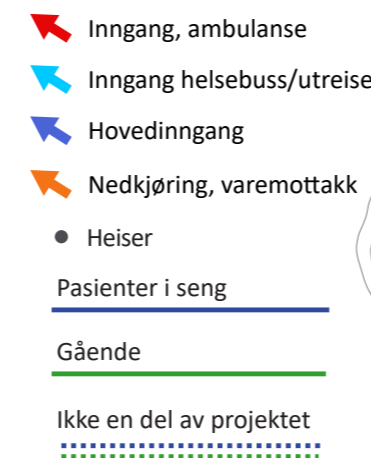 Inngang, ambulanse
Inngang helsebuss/utreise
Hovedinngang
Nedkjøring, varemottakk
Heiser
Pasienter i seng
Gående
Ikke en del av projektet